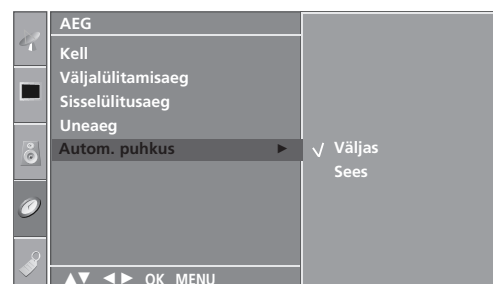 AEG
Kell
Väljalülitamisaeg
Sisselülitusaeg
Uneaeg
Autom. puhkus ►
√ Väljas
Sees
▲▼ ◄► OK MENU